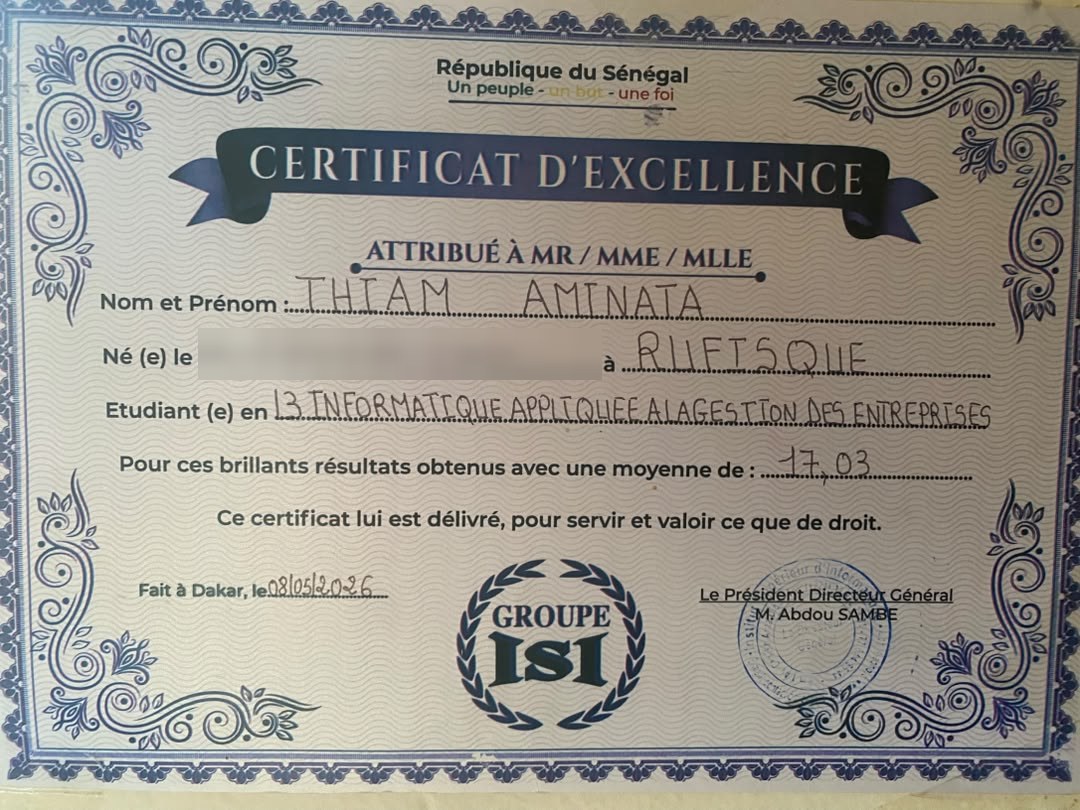 République du Sénégal
Un peuple - un but - une foi
CERTIFICAT D'EXCELLENCE
ATTRIBUÉ À MR / MME / MLLE
Nom et Prénom : THIAM AMINATA
Né (e) le à RUFISQUE
Etudiant (e) en L3 INFORMATIQUE APPLIQUEE A LA GESTION DES ENTREPRISES
Pour ces brillants résultats obtenus avec une moyenne de : 17,03
Ce certificat lui est délivré, pour servir et valoir ce que de droit.
Fait à Dakar, le 08/05/2026
GROUPE
ISI
Le Président Directeur Général
M. Abdou SAMBE